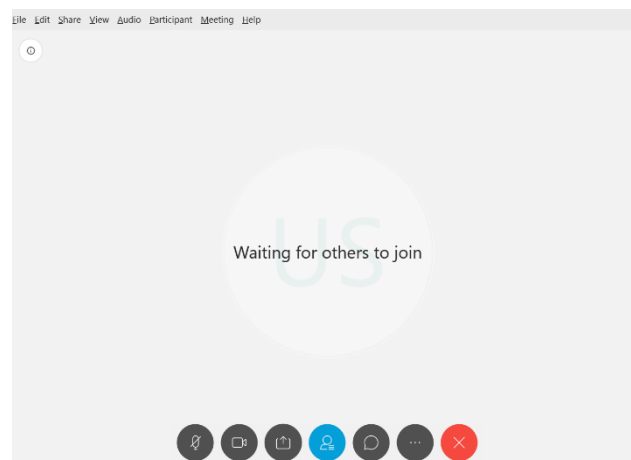 File Edit Share View Audio Participant Meeting Help
US
Waiting for others to join